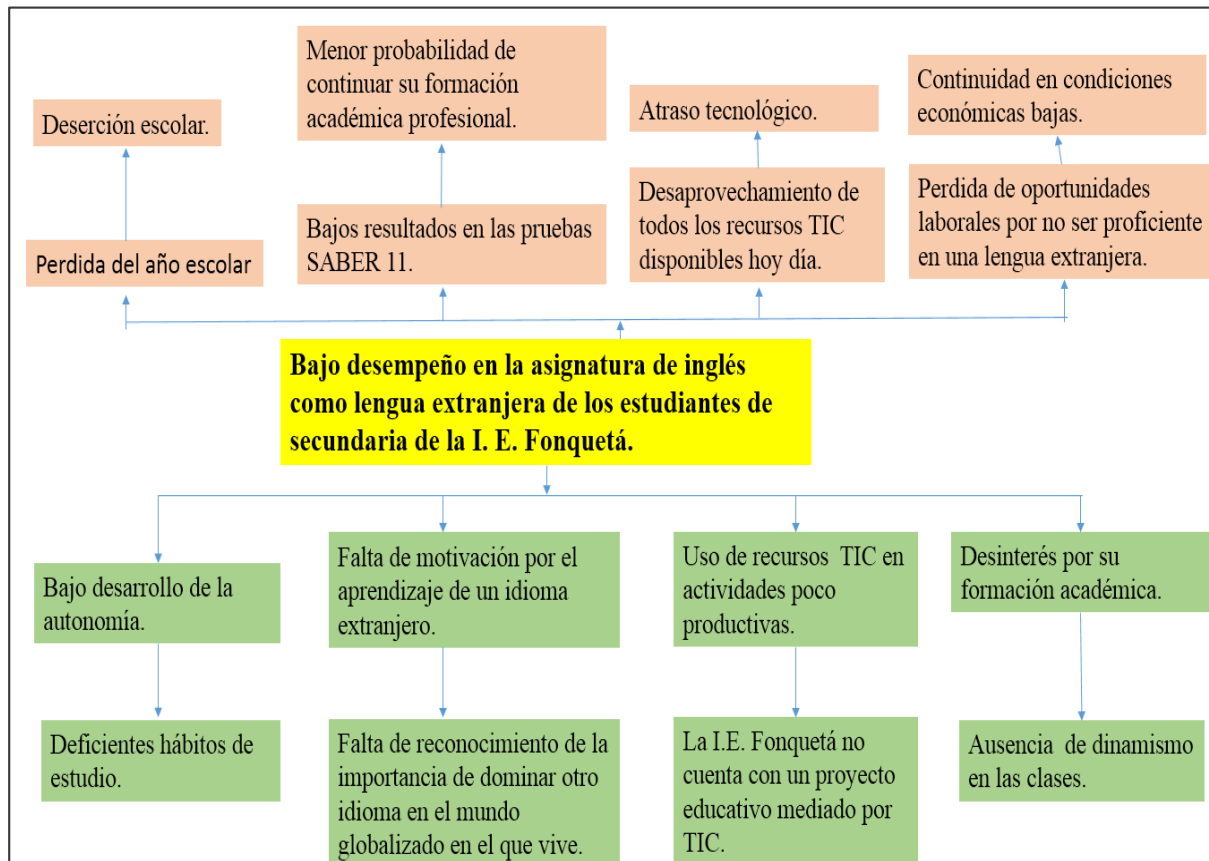 Deserción escolar.
Menor probabilidad de
continuar su formación
académica profesional.
Atraso tecnológico.
Continuidad en condiciones
económicas bajas.
Perdida del año escolar
Bajos resultados en las pruebas
SABER 11.
Desaprovechamiento de
todos los recursos TIC
disponibles hoy día.
Perdida de oportunidades
laborales por no ser proficiente
en una lengua extranjera.
Bajo desempeño en la asignatura de inglés
como lengua extranjera de los estudiantes de
secundaria de la I. E. Fonquetá.
Bajo desarrollo de la
autonomía.
Falta de motivación por el
aprendizaje de un idioma
extranjero.
Uso de recursos TIC en
actividades poco
productivas.
Desinterés por su
formación académica.
Deficientes hábitos de
estudio.
Falta de reconocimiento de la
importancia de dominar otro
idioma en el mundo
globalizado en el que vive.
La I.E. Fonquetá no
cuenta con un proyecto
educativo mediado por
TIC.
Ausencia de dinamismo
en las clases.